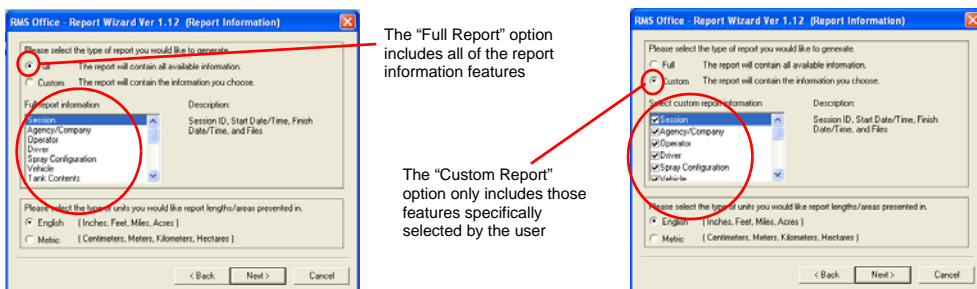 RMS Office - Report Wizard Ver 1.12 (Report Information)
Please select the type of report you would like to generate.
Full The report will contain all available information.
Custom The report will contain the information you choose.
Full report information
Description:
Session
Agency/Company
Operator
Driver
Spray Configuration
Vehicle
Tank Contents
Session ID, Start Date/Time, Finish
Date/Time, and Files
Please select the type of units you would like report lengths/areas presented in.
English ( Inches, Feet, Miles, Acres )
Metric ( Centimeters, Meters, Kilometers, Hectares )
< Back Next > Cancel
The “Full Report” option
includes all of the report
information features
The “Custom Report”
option only includes those
features specifically
selected by the user
RMS Office - Report Wizard Ver 1.12 (Report Information)
Please select the type of report you would like to generate.
Full The report will contain all available information.
Custom The report will contain the information you choose.
Select custom report information
Description:
Session
Agency/Company
Operator
Driver
Spray Configuration
Vehicle
Session ID, Start Date/Time, Finish
Date/Time, and Files
Please select the type of units you would like report lengths/areas presented in.
English ( Inches, Feet, Miles, Acres )
Metric ( Centimeters, Meters, Kilometers, Hectares )
< Back Next > Cancel